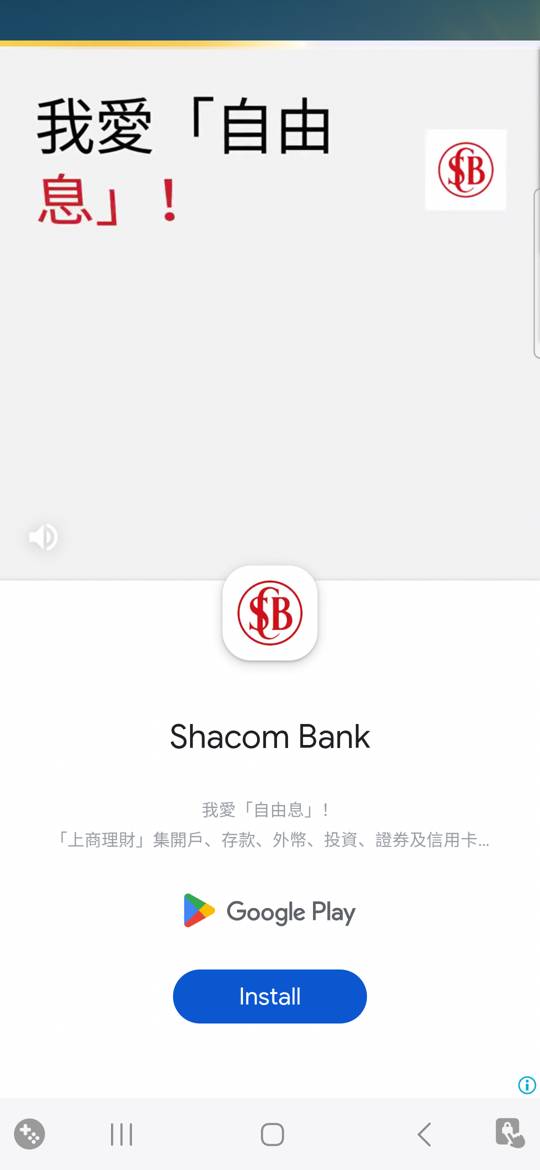 我愛「自由
息」！
SCB
SCB
Shacom Bank
我愛「自由息」！
「上商理財」集開戶、存款、外幣、投資、證券及信用卡...
Google Play
Install